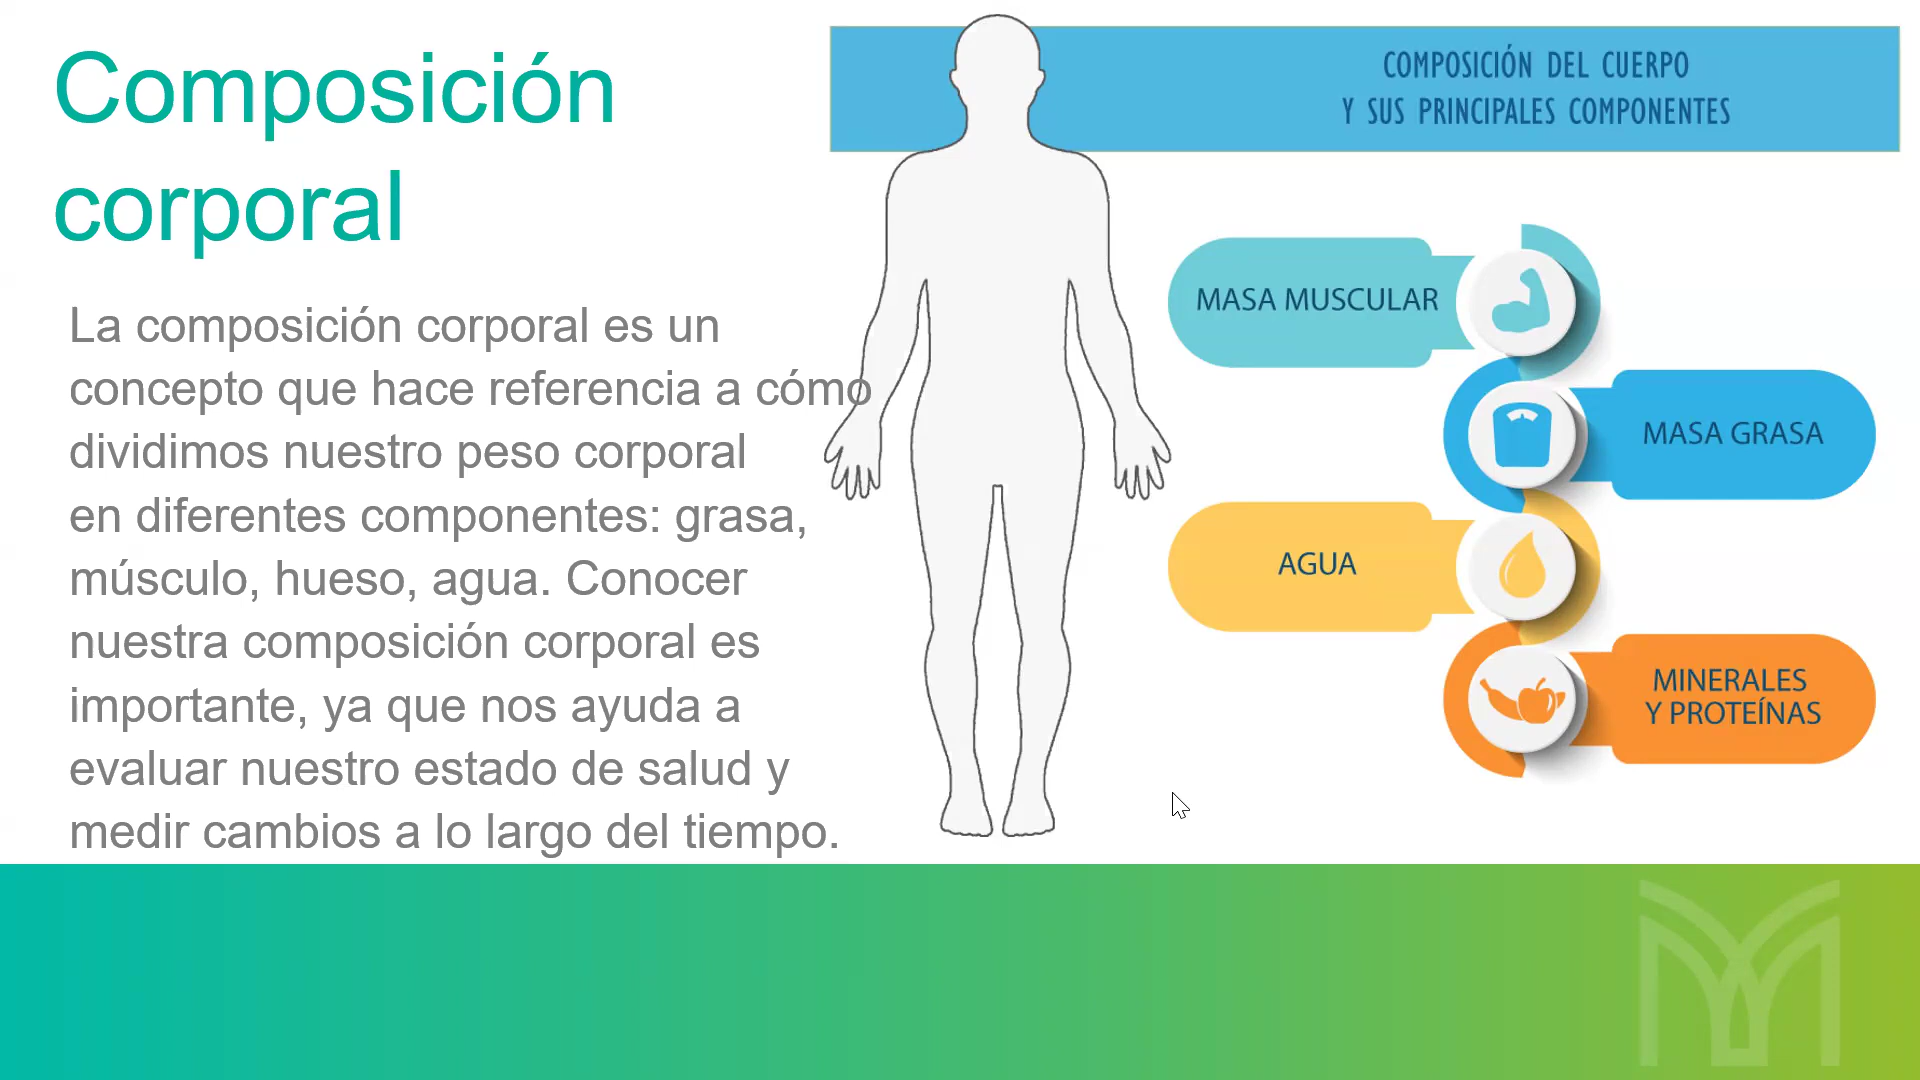 Composición
corporal
La composición corporal es un
concepto que hace referencia a cómo
dividimos nuestro peso corporal
en diferentes componentes: grasa,
músculo, hueso, agua. Conocer
nuestra composición corporal es
importante, ya que nos ayuda a
evaluar nuestro estado de salud y
medir cambios a lo largo del tiempo.
COMPOSICIÓN DEL CUERPO
Y SUS PRINCIPALES COMPONENTES
MASA MUSCULAR
MASA GRASA
AGUA
MINERALES
Y PROTEÍNAS